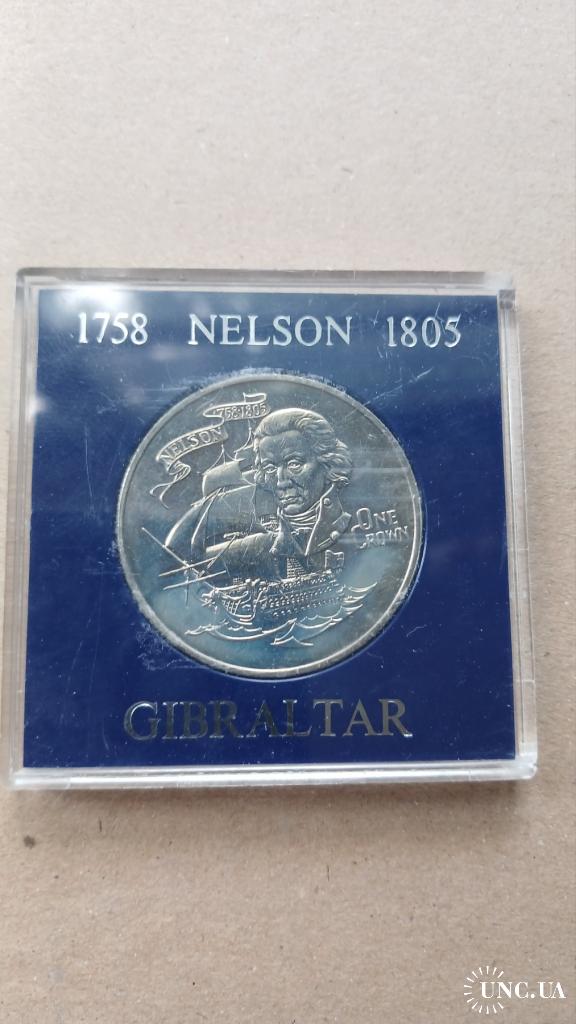 1758 NELSON 1805
1758·1805
NELSON
ONE
CROWN
GIBRALTAR
UNC.UA